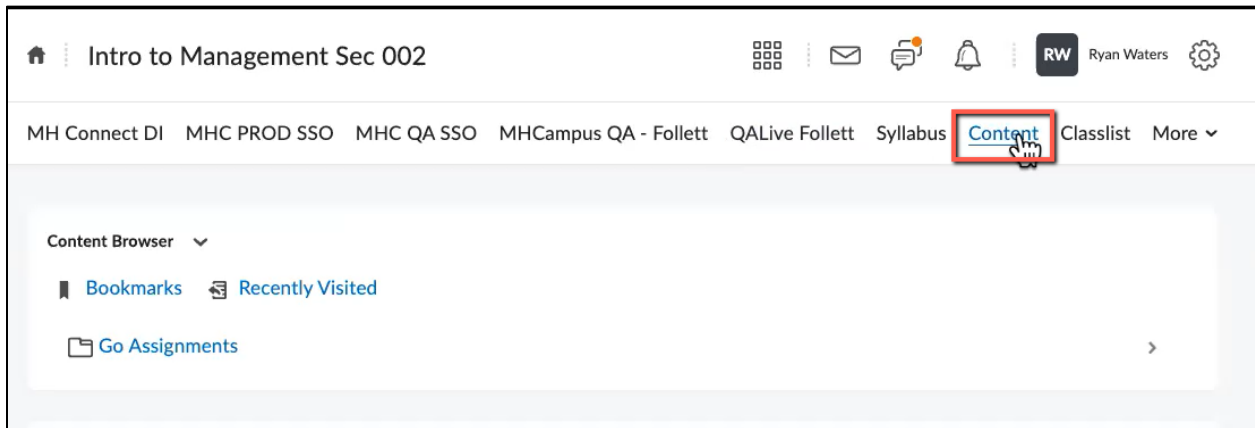 Intro to Management Sec 002
RW Ryan Waters
MH Connect DI MHC PROD SSO MHC QA SSO MHCampus QA - Follett QALive Follett Syllabus Content Classlist More
Content Browser
Bookmarks Recently Visited
Go Assignments